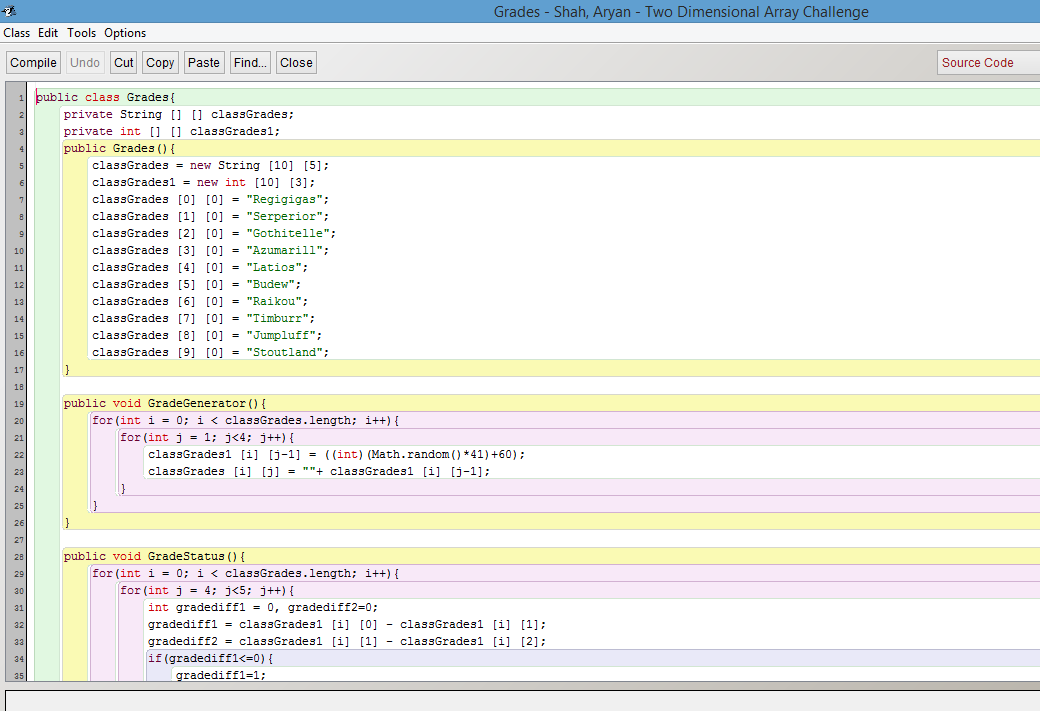 Grades - Shah, Aryan - Two Dimensional Array Challenge
Class Edit Tools Options
Compile Undo Cut Copy Paste Find... Close Source Code
1 public class Grades{
2 private String [] [] classGrades;
3 private int [] [] classGrades1;
4 public Grades(){
5 classGrades = new String [10] [5];
6 classGrades1 = new int [10] [3];
7 classGrades [0] [0] = "Regigigas";
8 classGrades [1] [0] = "Serperior";
9 classGrades [2] [0] = "Gothitelle";
10 classGrades [3] [0] = "Azumarill";
11 classGrades [4] [0] = "Latios";
12 classGrades [5] [0] = "Budew";
13 classGrades [6] [0] = "Raikou";
14 classGrades [7] [0] = "Timburr";
15 classGrades [8] [0] = "Jumpluff";
16 classGrades [9] [0] = "Stoutland";
17 }
18
19 public void GradeGenerator(){
20 for(int i = 0; i < classGrades.length; i++){
21 for(int j = 1; j<4; j++){
22 classGrades1 [i] [j-1] = ((int)(Math.random()*41)+60);
23 classGrades [i] [j] = ""+ classGrades1 [i] [j-1];
24 }
25 }
26 }
27
28 public void GradeStatus(){
29 for(int i = 0; i < classGrades.length; i++){
30 for(int j = 4; j<5; j++){
31 int gradediff1 = 0, gradediff2=0;
32 gradediff1 = classGrades1 [i] [0] - classGrades1 [i] [1];
33 gradediff2 = classGrades1 [i] [1] - classGrades1 [i] [2];
34 if(gradediff1<=0){
35 gradediff1=1;